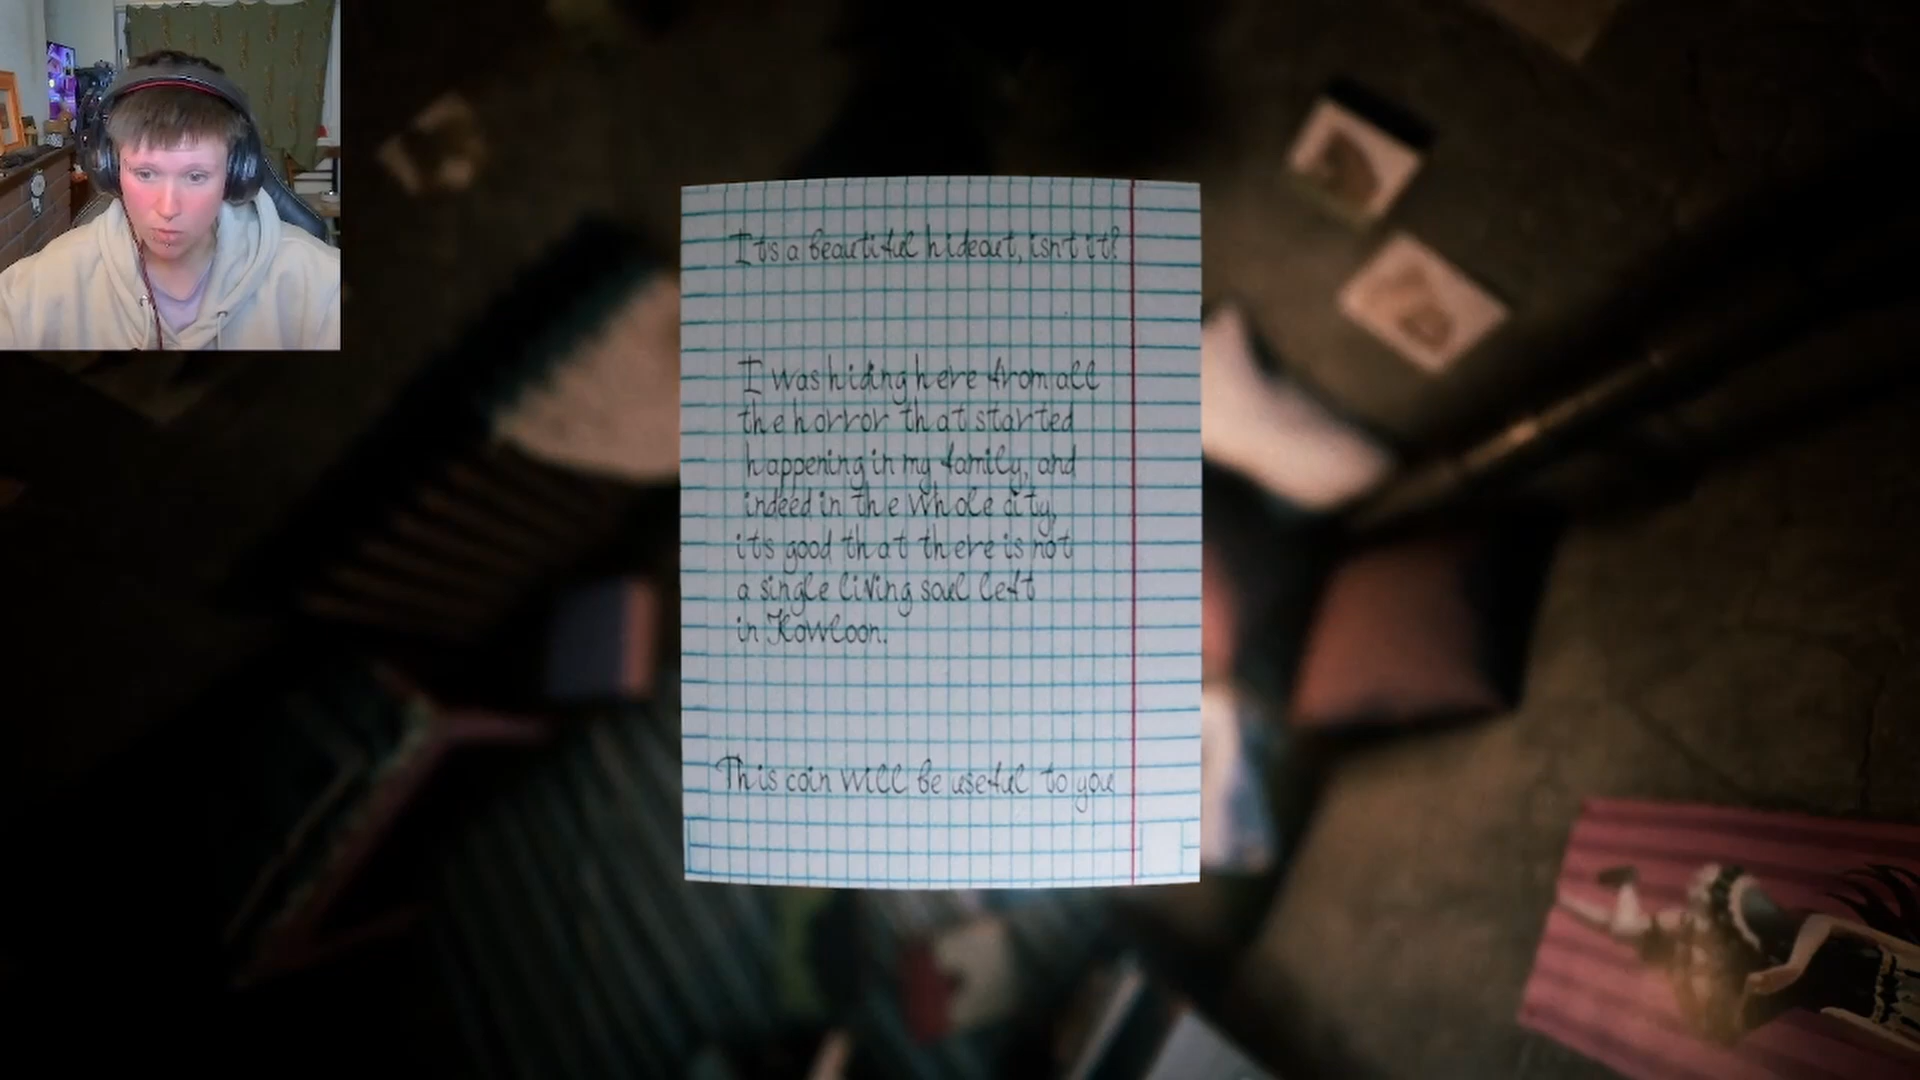 It's a beautiful hideout, isn't it?
I was hiding here from all
the horror that started
happening in my family, and
indeed in the whole city,
it's good that there is not
a single living soul left
in Kowloon.
This coin will be useful to you